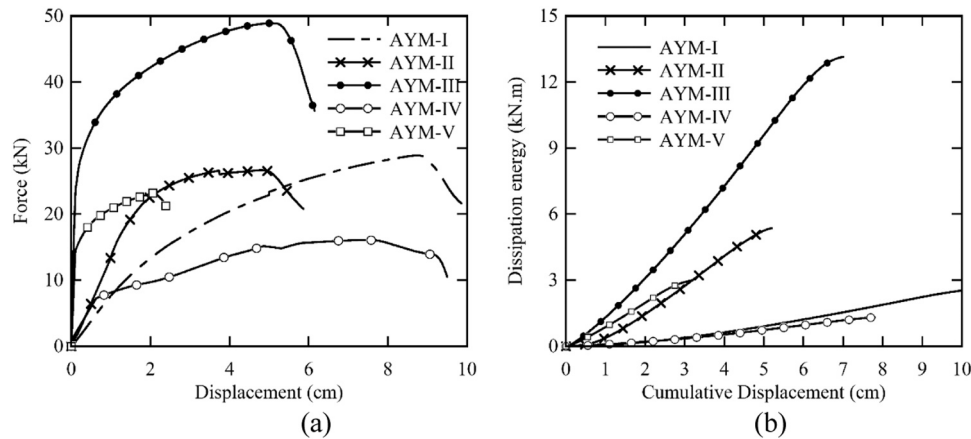 50
40
30
20
10
0
Force (kN)
AYM-I
AYM-II
AYM-III
AYM-IV
AYM-V
0 2 4 6 8 10
Displacement (cm)
(a)
15
12
9
6
3
0
Dissipation energy (kN.m)
AYM-I
AYM-II
AYM-III
AYM-IV
AYM-V
0 1 2 3 4 5 6 7 8 9 10
Cumulative Displacement (cm)
(b)